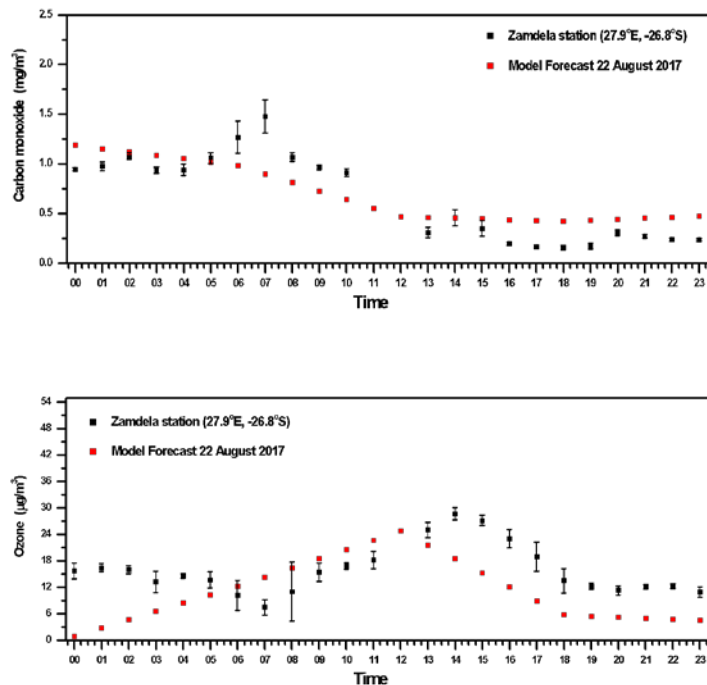 Zamdela station (27.9°E, -26.8°S)
Model Forecast 22 August 2017
Carbon monoxide (mg/m³)
2.5
2.0
1.5
1.0
0.5
0.0
00 01 02 03 04 05 06 07 08 09 10 11 12 13 14 15 16 17 18 19 20 21 22 23
Time
Zamdela station (27.9°E, -26.8°S)
Model Forecast 22 August 2017
Ozone (µg/m³)
54
48
42
36
30
24
18
12
6
0
00 01 02 03 04 05 06 07 08 09 10 11 12 13 14 15 16 17 18 19 20 21 22 23
Time